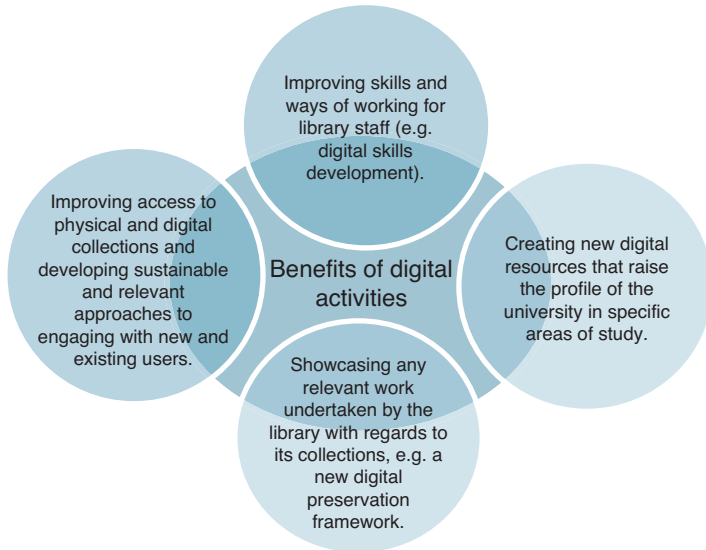 Improving skills and
ways of working for
library staff (e.g.
digital skills
development).
Improving access to
physical and digital
collections and
developing sustainable
and relevant
approaches to
engaging with new and
existing users.
Benefits of digital
activities
Creating new digital
resources that raise
the profile of the
university in specific
areas of study.
Showcasing any
relevant work
undertaken by the
library with regards to
its collections, e.g. a
new digital
preservation
framework.